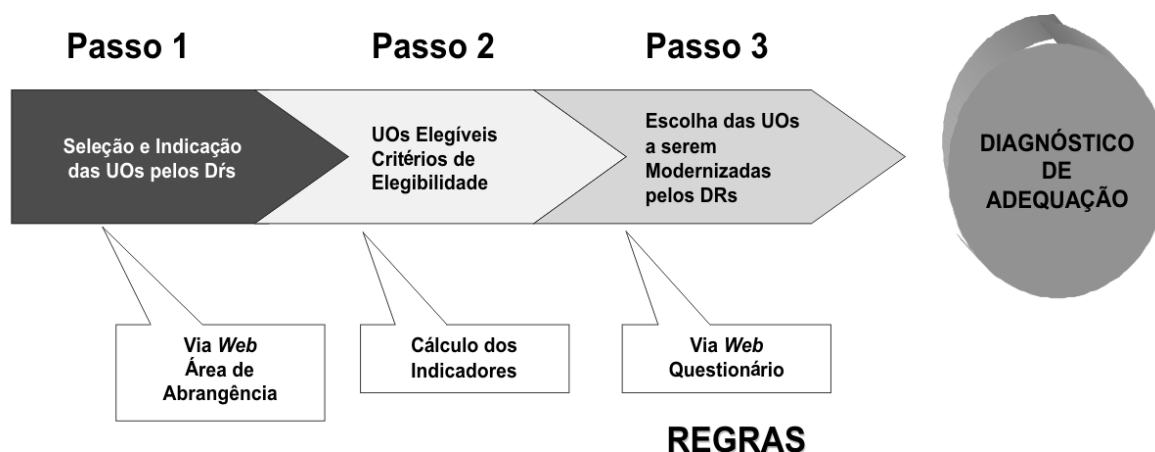 Passo 1
Passo 2
Passo 3
Seleção e Indicação
das UOs pelos Dŕs
UOs Elegíveis
Critérios de
Elegibilidade
Escolha das UOs
a serem
Modernizadas
pelos DRs
DIAGNÓSTICO
DE
ADEQUAÇÃO
Via Web
Área de
Abrangência
Cálculo dos
Indicadores
Via Web
Questionário
REGRAS